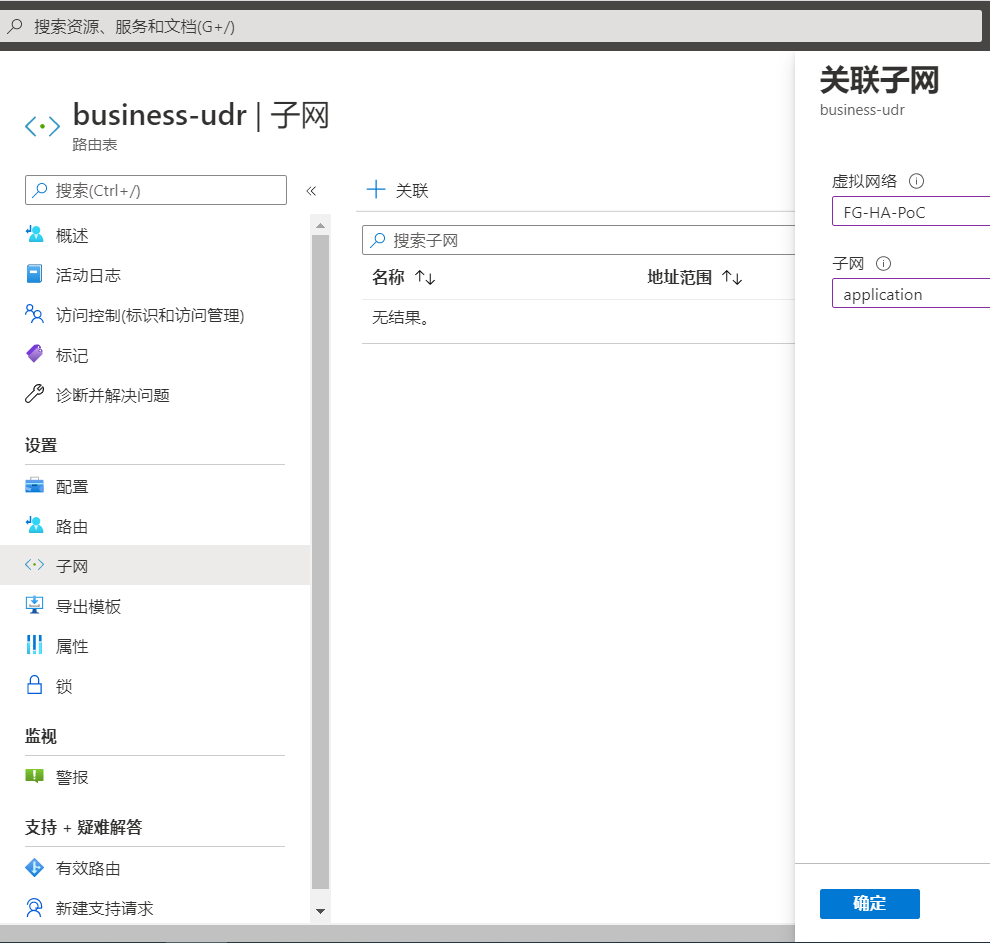 搜索资源、服务和文档(G+/)
business-udr | 子网
路由表
搜索(Ctrl+/)
«
概述
活动日志
访问控制(标识和访问管理)
标记
诊断并解决问题
设置
配置
路由
子网
导出模板
属性
锁
监视
警报
支持 + 疑难解答
有效路由
新建支持请求
关联
搜索子网
名称 ↑↓ 地址范围 ↑↓
无结果。
关联子网
business-udr
虚拟网络
FG-HA-PoC
子网
application
确定